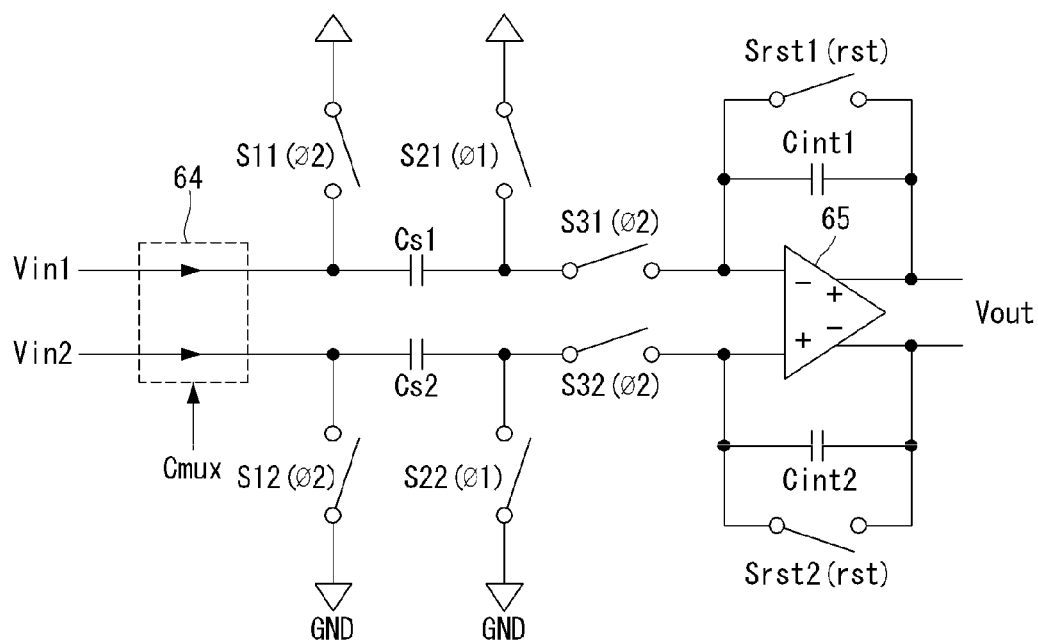 Srst1(rst)
S11(ø2)
S21(ø1)
Cint1
64
65
S31(ø2)
Cs1
Vin1
− +
Vout
Vin2
+ −
Cs2
S32(ø2)
Cmux
S12(ø2)
S22(ø1)
Cint2
Srst2(rst)
GND
GND